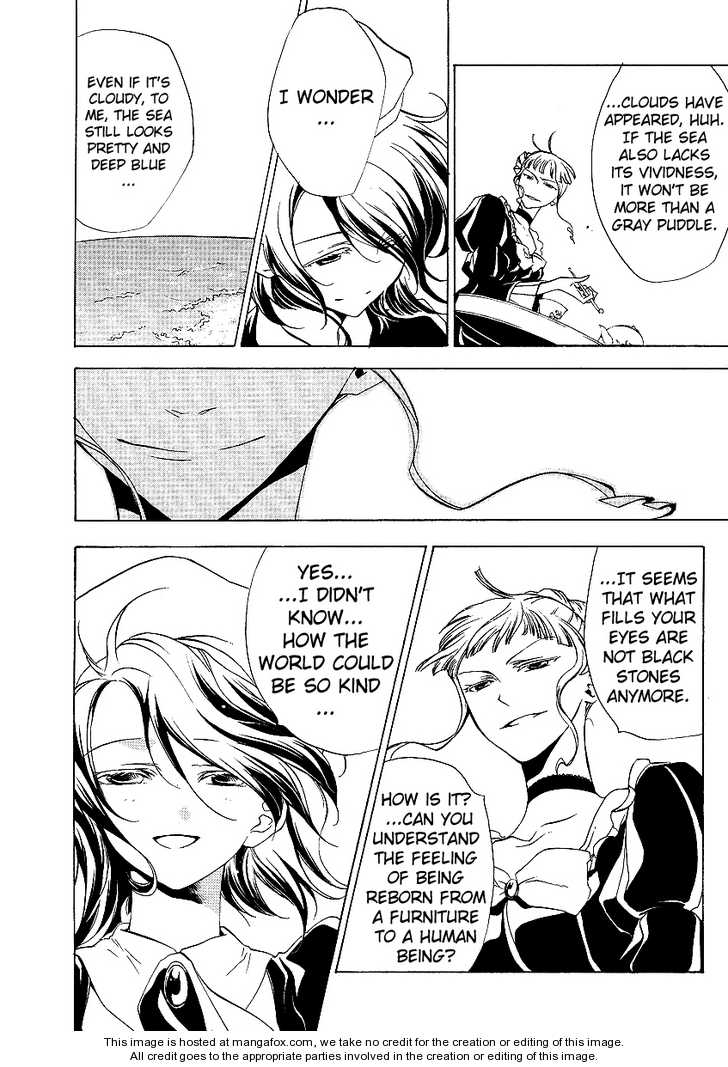 ...CLOUDS HAVE
APPEARED, HUH.
IF THE SEA
ALSO LACKS
ITS VIVIDNESS,
IT WON'T BE
MORE THAN A
GRAY PUDDLE.
I WONDER
...
EVEN IF IT'S
CLOUDY, TO
ME, THE SEA
STILL LOOKS
PRETTY AND
DEEP BLUE
...
...IT SEEMS
THAT WHAT
FILLS YOUR
EYES ARE
NOT BLACK
STONES
ANYMORE.
HOW IS IT?
...CAN YOU
UNDERSTAND
THE FEELING
OF BEING
REBORN FROM
A FURNITURE
TO A HUMAN
BEING?
YES...
...I DIDN'T
KNOW...
HOW THE
WORLD COULD
BE SO KIND
...
This image is hosted at mangafox.com, we take no credit for the creation or editing of this image.
All credit goes to the appropriate parties involved in the creation or editing of this image.